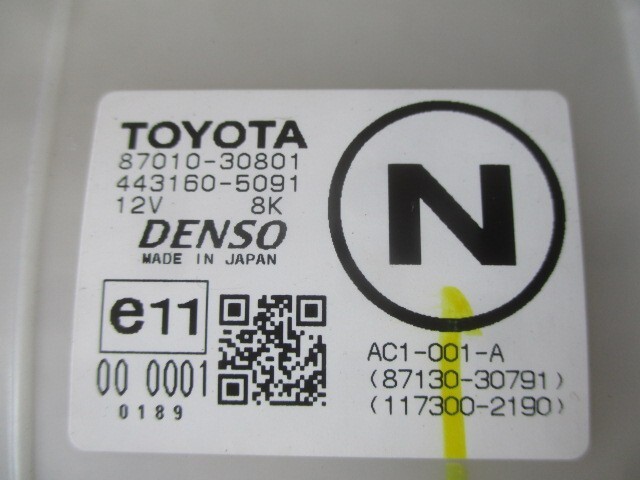 TOYOTA
87010-30801
443160-5091
12V 8K
DENSO
MADE IN JAPAN
N
e11
00 0001
0189
AC1-001-A
(87130-30791)
(117300-2190)